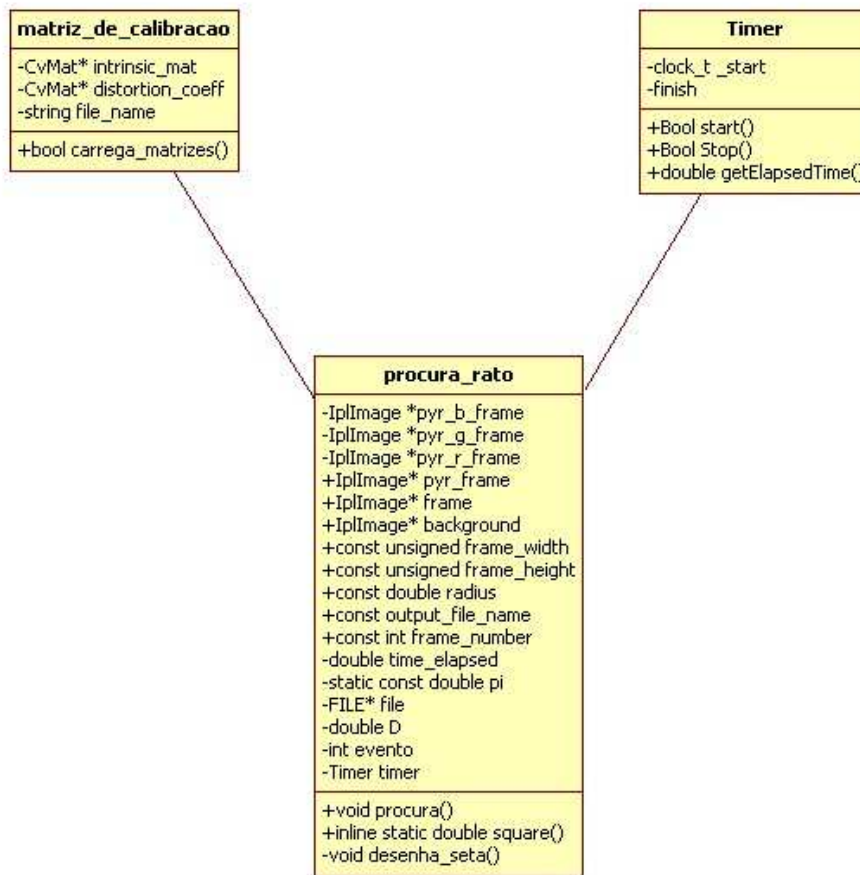 matriz_de_calibracao
-CvMat* intrinsic_mat
-CvMat* distortion_coeff
-string file_name
+bool carrega_matrizes()
Timer
-clock_t _start
-finish
+Bool start()
+Bool Stop()
+double getElapsedTime()
procura_rato
-IplImage *pyr_b_frame
-IplImage *pyr_g_frame
-IplImage *pyr_r_frame
+IplImage* pyr_frame
+IplImage* frame
+IplImage* background
+const unsigned frame_width
+const unsigned frame_height
+const double radius
+const output_file_name
+const int frame_number
-double time_elapsed
-static const double pi
-FILE* file
-double D
-int evento
-Timer timer
+void procura()
+inline static double square()
-void desenha_seta()